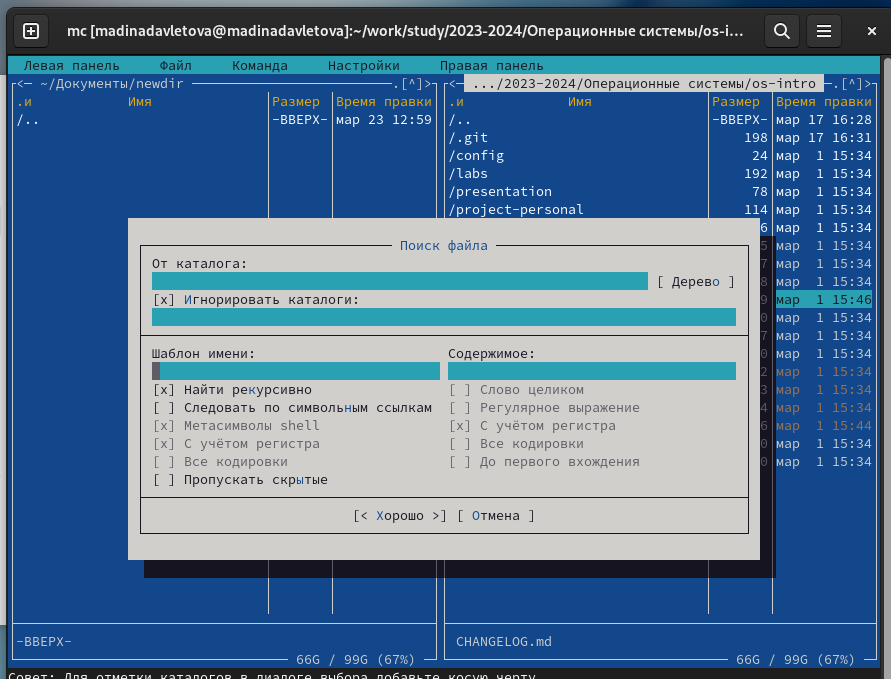 mc [madinadavletova@madinadavletova]:~/work/study/2023-2024/Операционные системы/os-i…
Левая панель Файл Команда Настройки Правая панель
<— ~/Документы/newdir .[^]> <— .../2023-2024/Операционные системы/os-intro .[^]>
.и Имя Размер Время правки .и Имя Размер Время правки
/.. -ВВЕРХ- мар 23 12:59 /.. -ВВЕРХ- мар 17 16:28
/.git 198 мар 17 16:31
/config 24 мар 1 15:34
/labs 192 мар 1 15:34
/presentation 78 мар 1 15:34
/project-personal 114 мар 1 15:34
6 мар 1 15:34
Поиск файла 5 мар 1 15:34
От каталога: 7 мар 1 15:34
[ Дерево ] 8 мар 1 15:34
[x] Игнорировать каталоги: 9 мар 1 15:46
0 мар 1 15:34
7 мар 1 15:34
Шаблон имени: Содержимое: 0 мар 1 15:34
2 мар 1 15:34
[x] Найти рекурсивно [ ] Слово целиком 3 мар 1 15:34
[ ] Следовать по символьным ссылкам [ ] Регулярное выражение 4 мар 1 15:34
[x] Метасимволы shell [x] С учётом регистра 6 мар 1 15:44
[x] С учётом регистра [ ] Все кодировки 0 мар 1 15:34
[ ] Все кодировки [ ] До первого вхождения 0 мар 1 15:34
[ ] Пропускать скрытые
[< Хорошо >] [ Отмена ]
-ВВЕРХ- CHANGELOG.md
66G / 99G (67%) 66G / 99G (67%)
Совет: Для отметки каталогов в диалоге выбора добавьте косую черту.